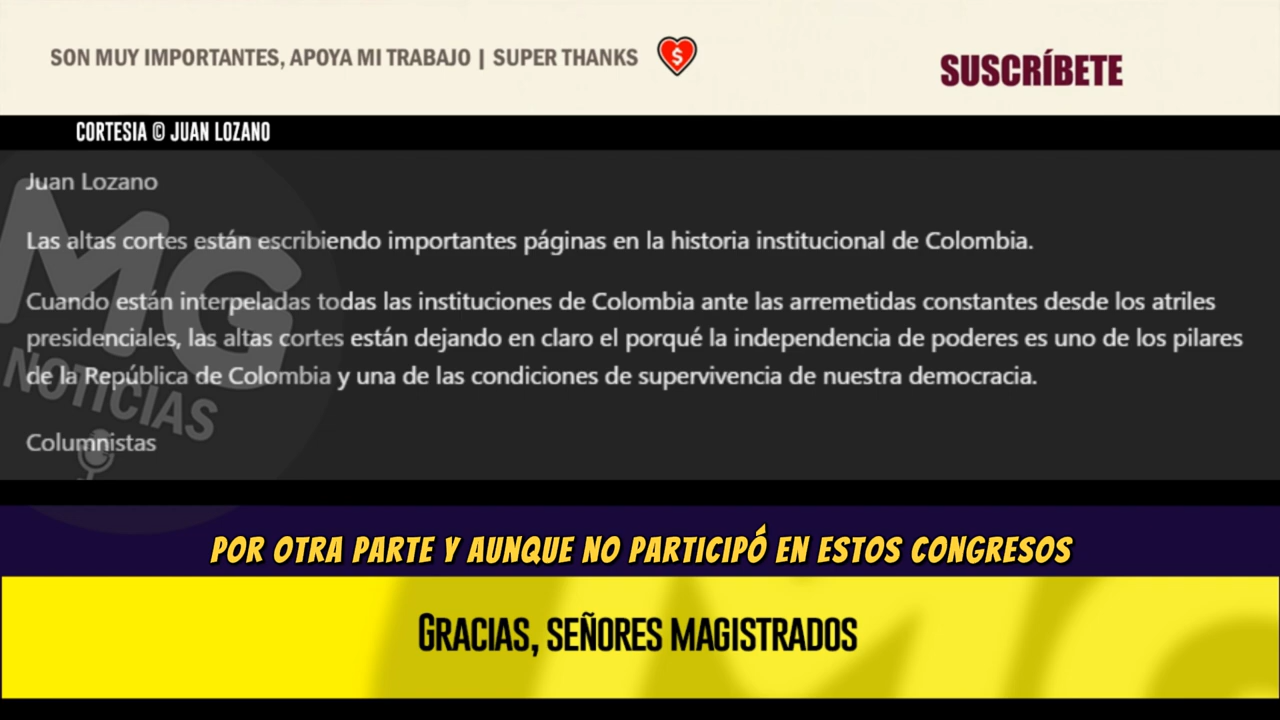 SON MUY IMPORTANTES, APOYA MI TRABAJO | SUPER THANKS
SUSCRÍBETE
CORTESIA © JUAN LOZANO
Juan Lozano
Las altas cortes están escribiendo importantes páginas en la historia institucional de Colombia.
Cuando están interpeladas todas las instituciones de Colombia ante las arremetidas constantes desde los atriles
presidenciales, las altas cortes están dejando en claro el porqué la independencia de poderes es uno de los pilares
de la República de Colombia y una de las condiciones de supervivencia de nuestra democracia.
MG
NOTICIAS
Columnistas
POR OTRA PARTE Y AUNQUE NO PARTICIPÓ EN ESTOS CONGRESOS
GRACIAS, SEÑORES MAGISTRADOS